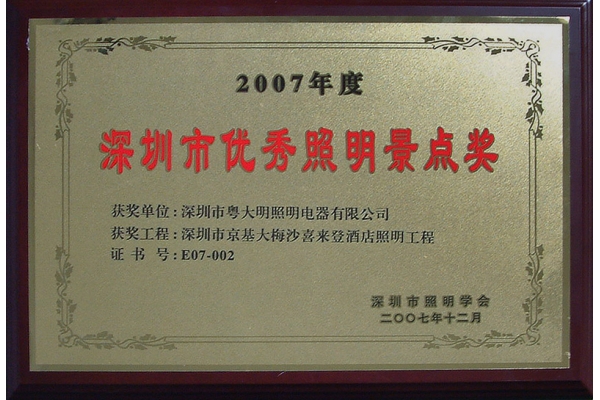 2007年度
深圳市优秀照明景点奖
获奖单位:深圳市粤大明照明电器有限公司
获奖工程:深圳市京基大梅沙喜来登酒店照明工程
证书号:E07-002
深圳市照明学会
二〇〇七年十二月